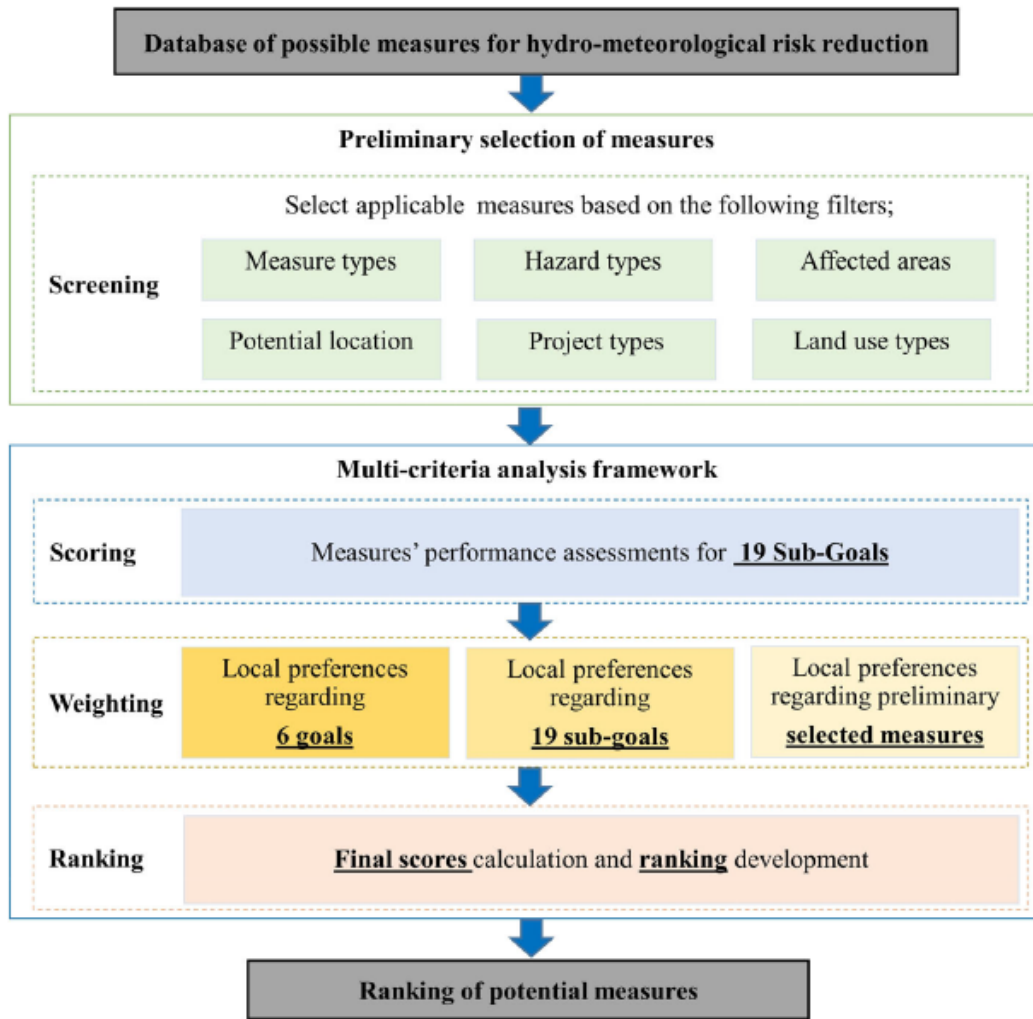 Database of possible measures for hydro-meteorological risk reduction
Preliminary selection of measures
Select applicable measures based on the following filters;
Screening
Measure types
Hazard types
Affected areas
Potential location
Project types
Land use types
Multi-criteria analysis framework
Scoring
Measures' performance assessments for 19 Sub-Goals
Weighting
Local preferences
regarding
6 goals
Local preferences
regarding
19 sub-goals
Local preferences
regarding preliminary
selected measures
Ranking
Final scores calculation and ranking development
Ranking of potential measures